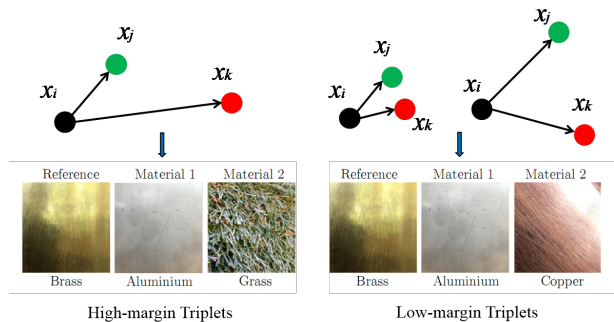 xj
xi
xk
Reference Material 1 Material 2
Brass Aluminium Grass
High-margin Triplets
xj
xi
xk
xj
xi
xk
Reference Material 1 Material 2
Brass Aluminium Copper
Low-margin Triplets